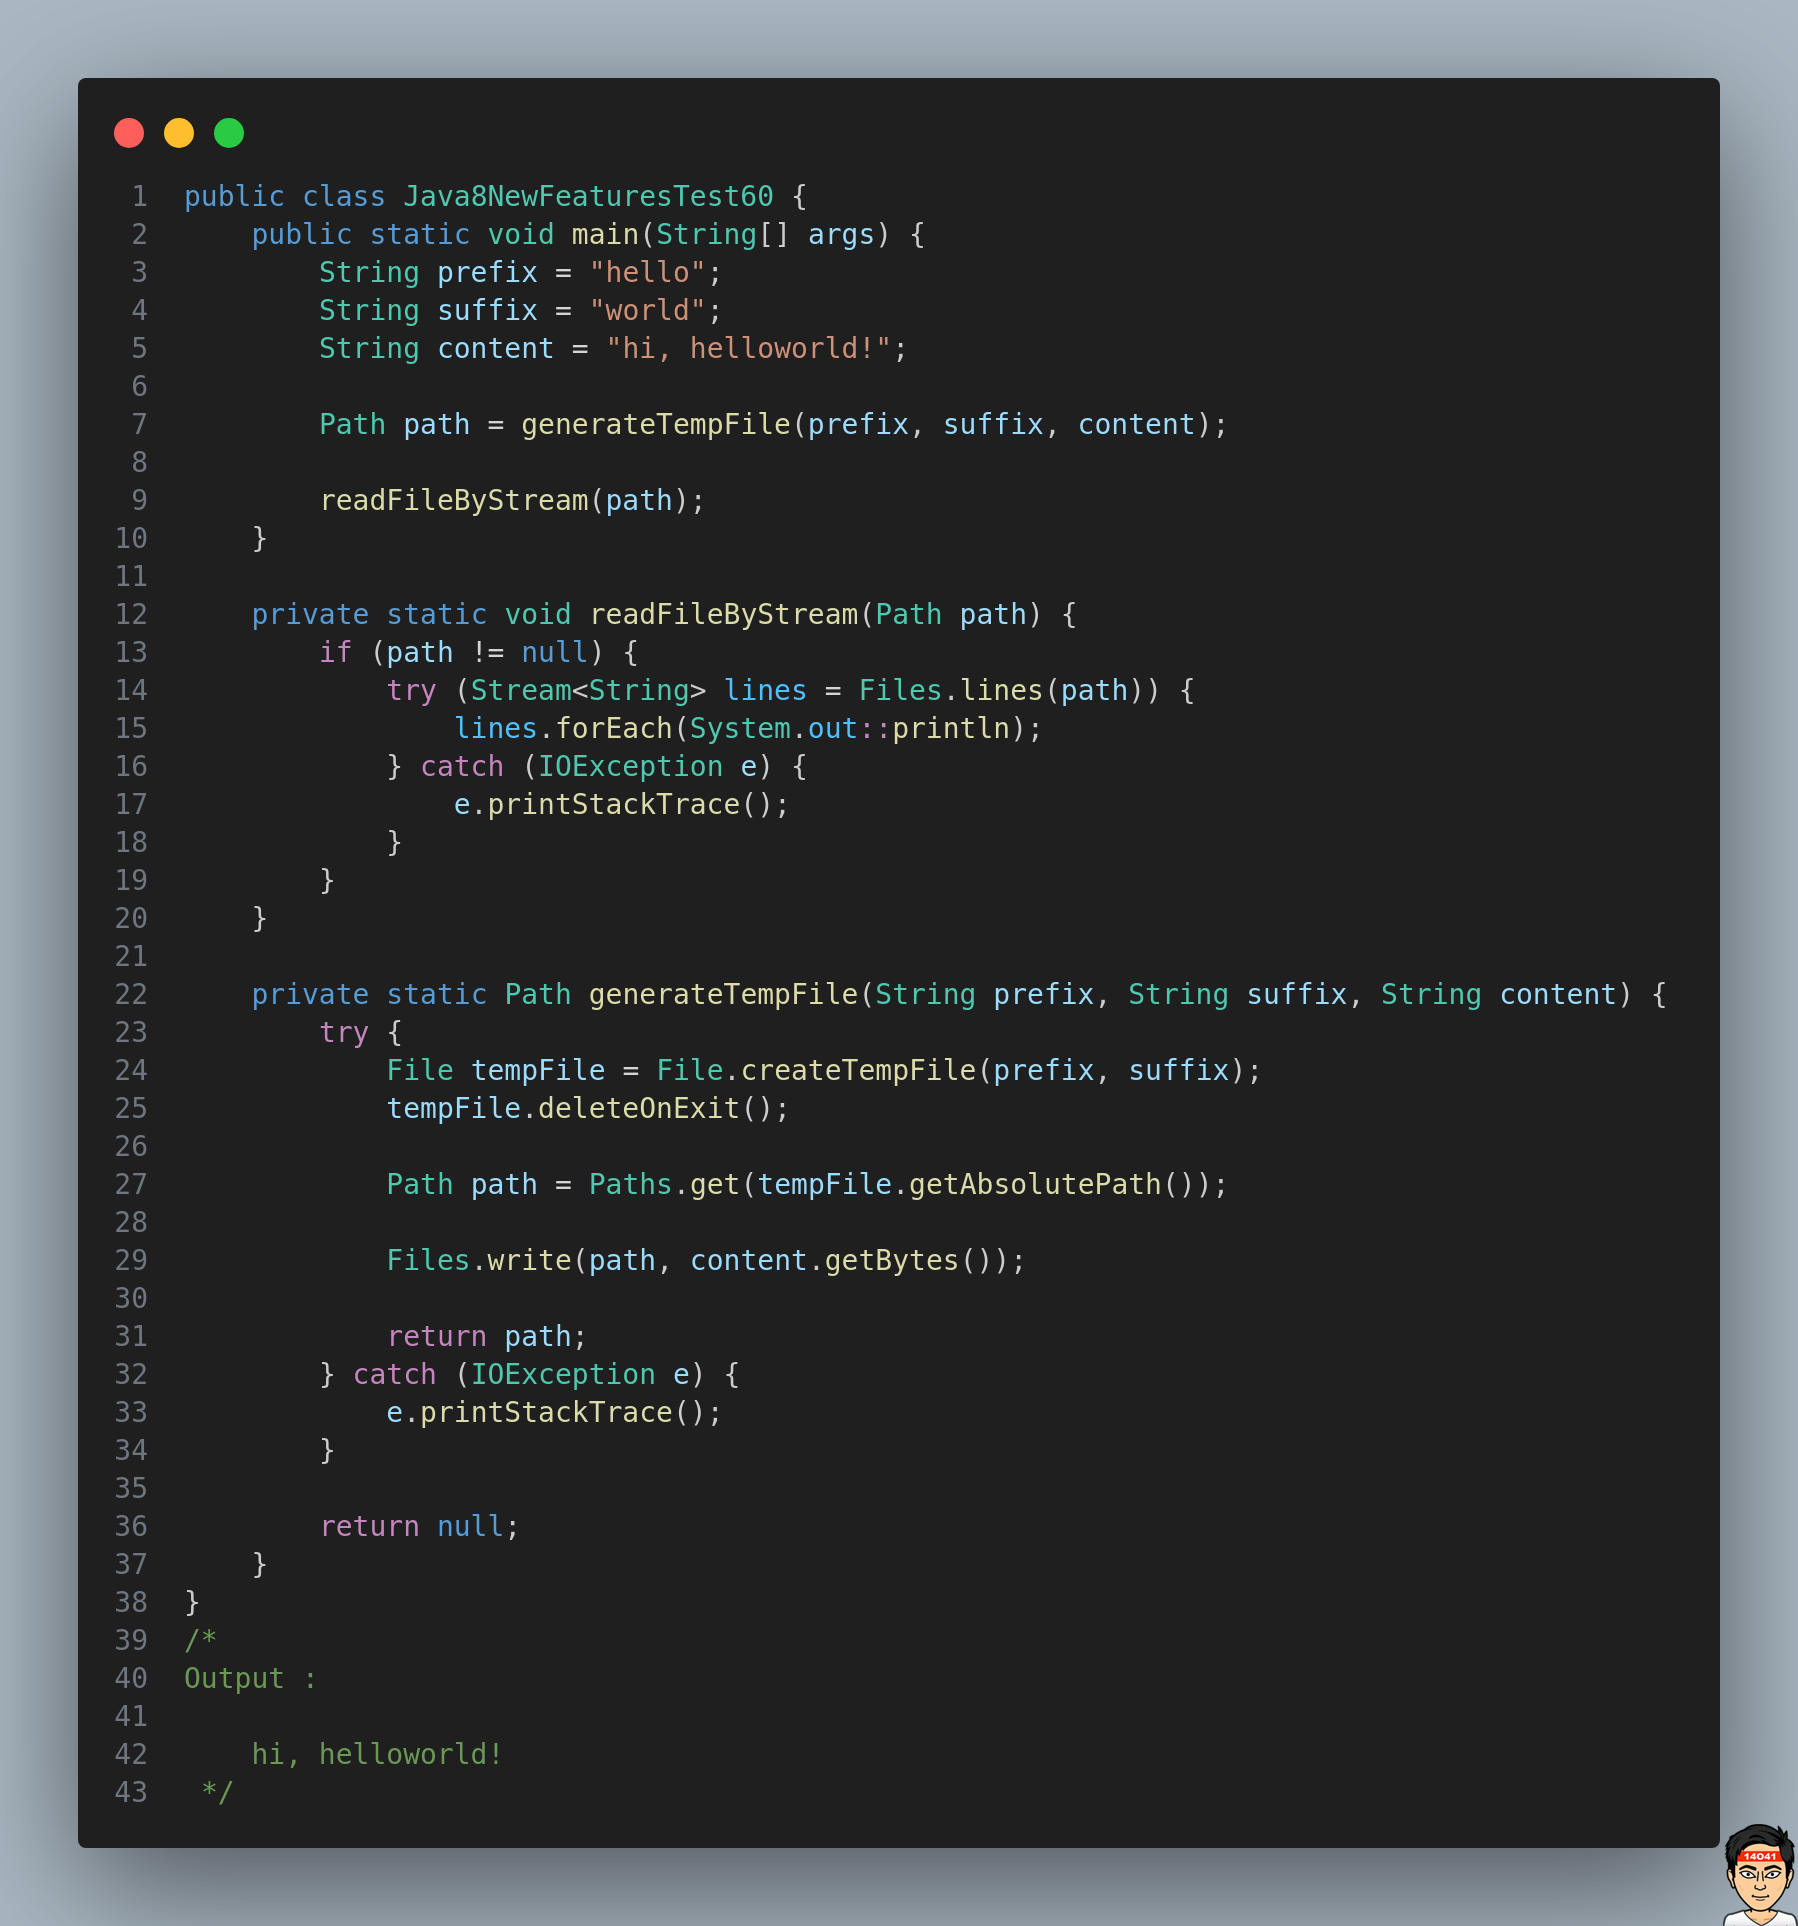 1 public class Java8NewFeaturesTest60 {
2     public static void main(String[] args) {
3         String prefix = "hello";
4         String suffix = "world";
5         String content = "hi, helloworld!";
6
7         Path path = generateTempFile(prefix, suffix, content);
8
9         readFileByStream(path);
10     }
11
12     private static void readFileByStream(Path path) {
13         if (path != null) {
14             try (Stream<String> lines = Files.lines(path)) {
15                 lines.forEach(System.out::println);
16             } catch (IOException e) {
17                 e.printStackTrace();
18             }
19         }
20     }
21
22     private static Path generateTempFile(String prefix, String suffix, String content) {
23         try {
24             File tempFile = File.createTempFile(prefix, suffix);
25             tempFile.deleteOnExit();
26
27             Path path = Paths.get(tempFile.getAbsolutePath());
28
29             Files.write(path, content.getBytes());
30
31             return path;
32         } catch (IOException e) {
33             e.printStackTrace();
34         }
35
36         return null;
37     }
38 }
39 /*
40 Output :
41
42     hi, helloworld!
43  */
14041